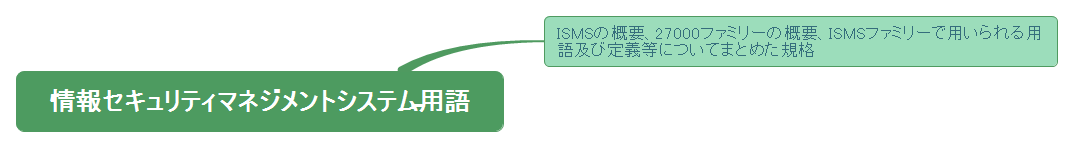 ISMSの概要、27000ファミリーの概要、ISMSファミリーで用いられる用
語及び定義等についてまとめた規格
情報セキュリティマネジメントシステム用語